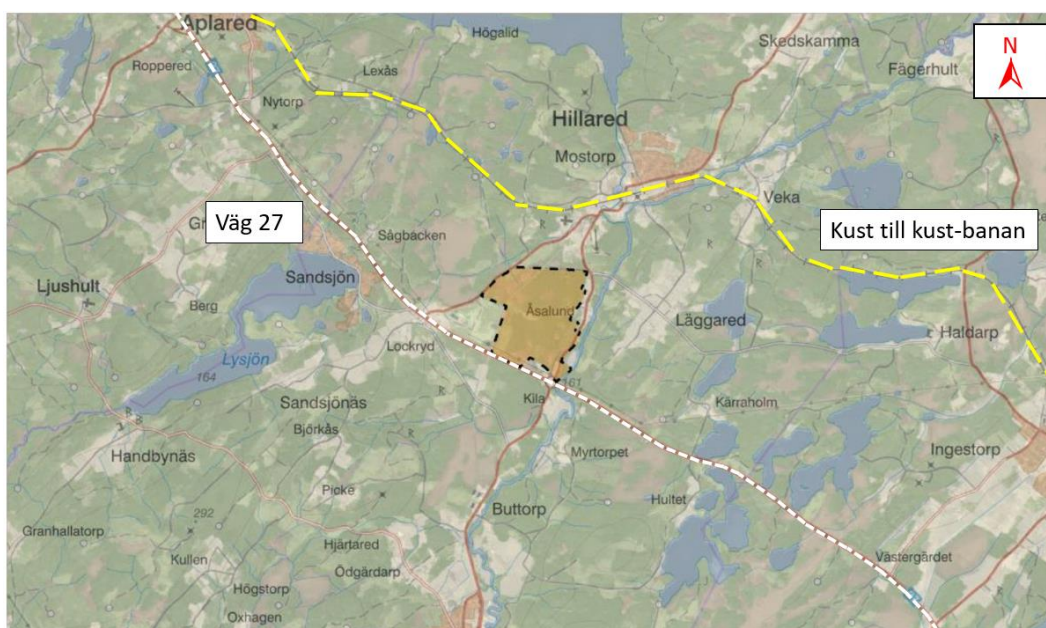 Aplared
Högalid
Skedskamma
N
Roppered
Lexås
Fägerhult
Nytorp
Hillared
Mostorp
Veka
Väg 27
Sågbacken
Kust till kust-banan
Sandsjön
Ljushult
Berg
Åsalund
Läggared
Haldarp
Lockryd
Lysjön
164
161
Sandsjönäs
Kila
Kärraholm
Björkås
Handbynäs
Myrtorpet
Ingestorp
Picke
Hultet
292
Buttorp
Granhallatorp
Hjärtared
Västergärdet
Kullen
Ödgärdarp
Högstorp
Oxhagen